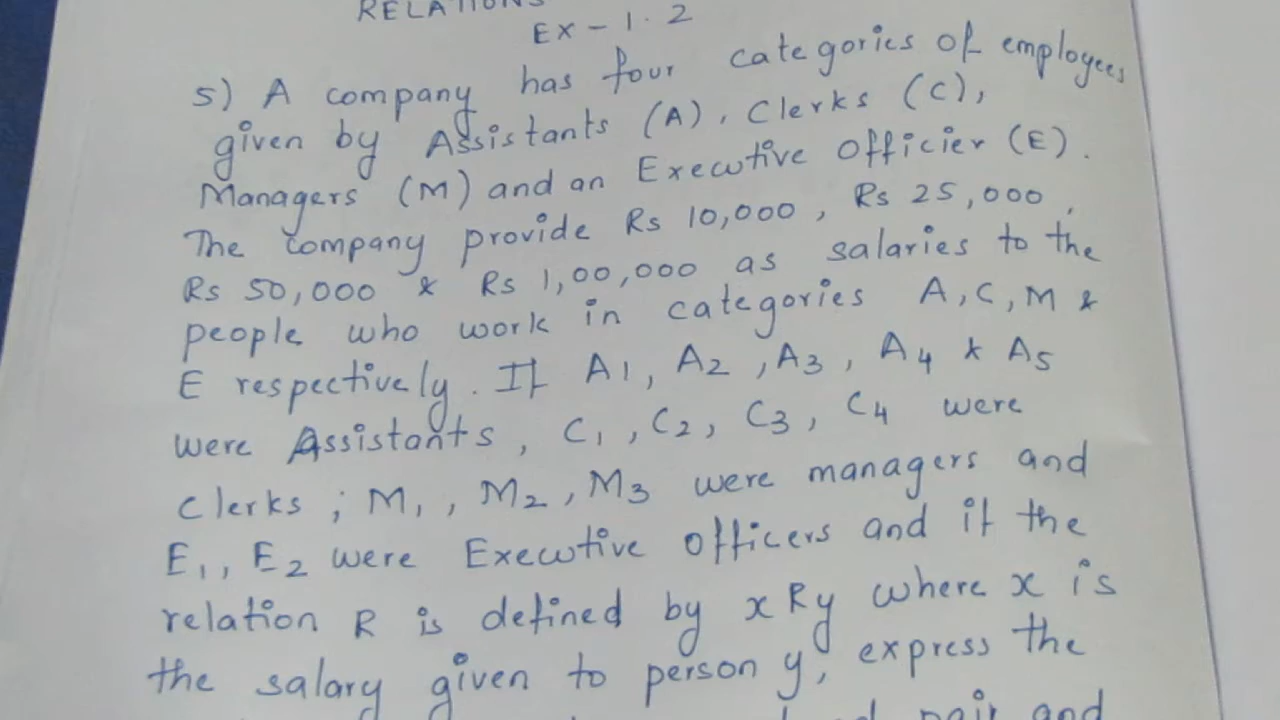 RELATIONS
EX - 1.2
5) A company has four categories of employees
given by Assistants (A), Clerks (C),
Managers (M) and an Executive Officier (E).
The company provide Rs 10,000, Rs 25,000,
Rs 50,000 & Rs 1,00,000 as salaries to the
people who work in categories A, C, M &
E respectively. If A1, A2, A3, A4 & A5
were Assistants, C1, C2, C3, C4 were
Clerks; M1, M2, M3 were managers and
E1, E2 were Executive officers and if the
relation R is defined by xRy where x is
the salary given to person y, express the
pair and